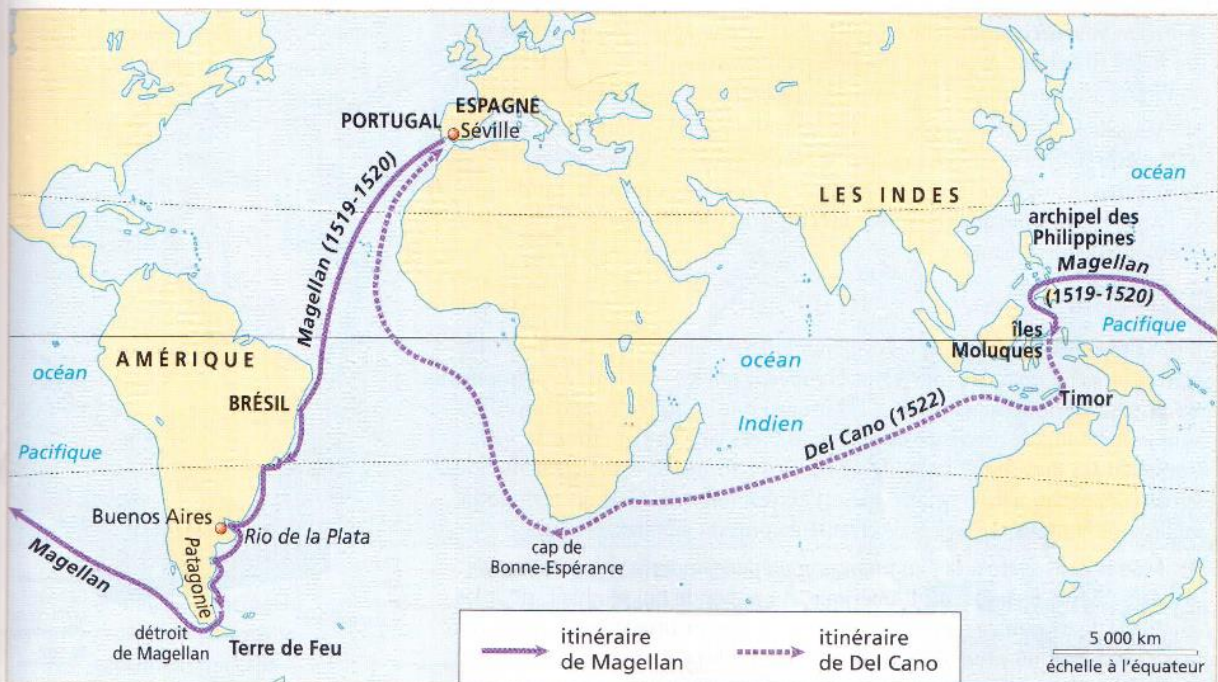 PORTUGAL
ESPAGNE
Séville
Magellan (1519-1520)
LES INDES
océan
archipel des
Philippines
Magellan
(1519-1520)
Pacifique
îles
Moluques
AMÉRIQUE
océan
BRÉSIL
océan
Indien
Timor
Del Cano (1522)
Pacifique
Buenos Aires
Rio de la Plata
Patagonie
Magellan
cap de
Bonne-Espérance
détroit
de Magellan
Terre de Feu
itinéraire
de Magellan
itinéraire
de Del Cano
5 000 km
échelle à l'équateur